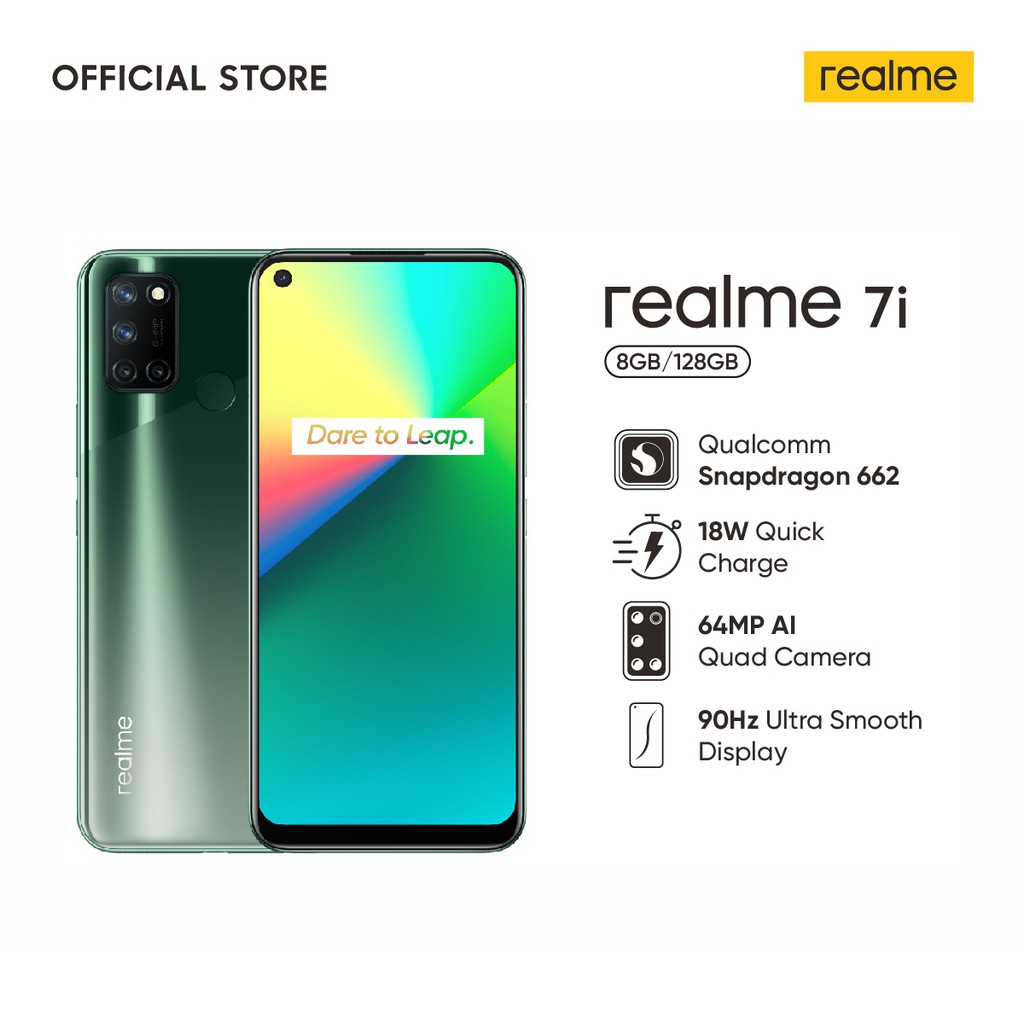 OFFICIAL STORE
realme
realme 7i
8GB/128GB
Qualcomm
Snapdragon 662
18W Quick
Charge
64MP AI
Quad Camera
90Hz Ultra Smooth
Display
Dare to Leap.
realme